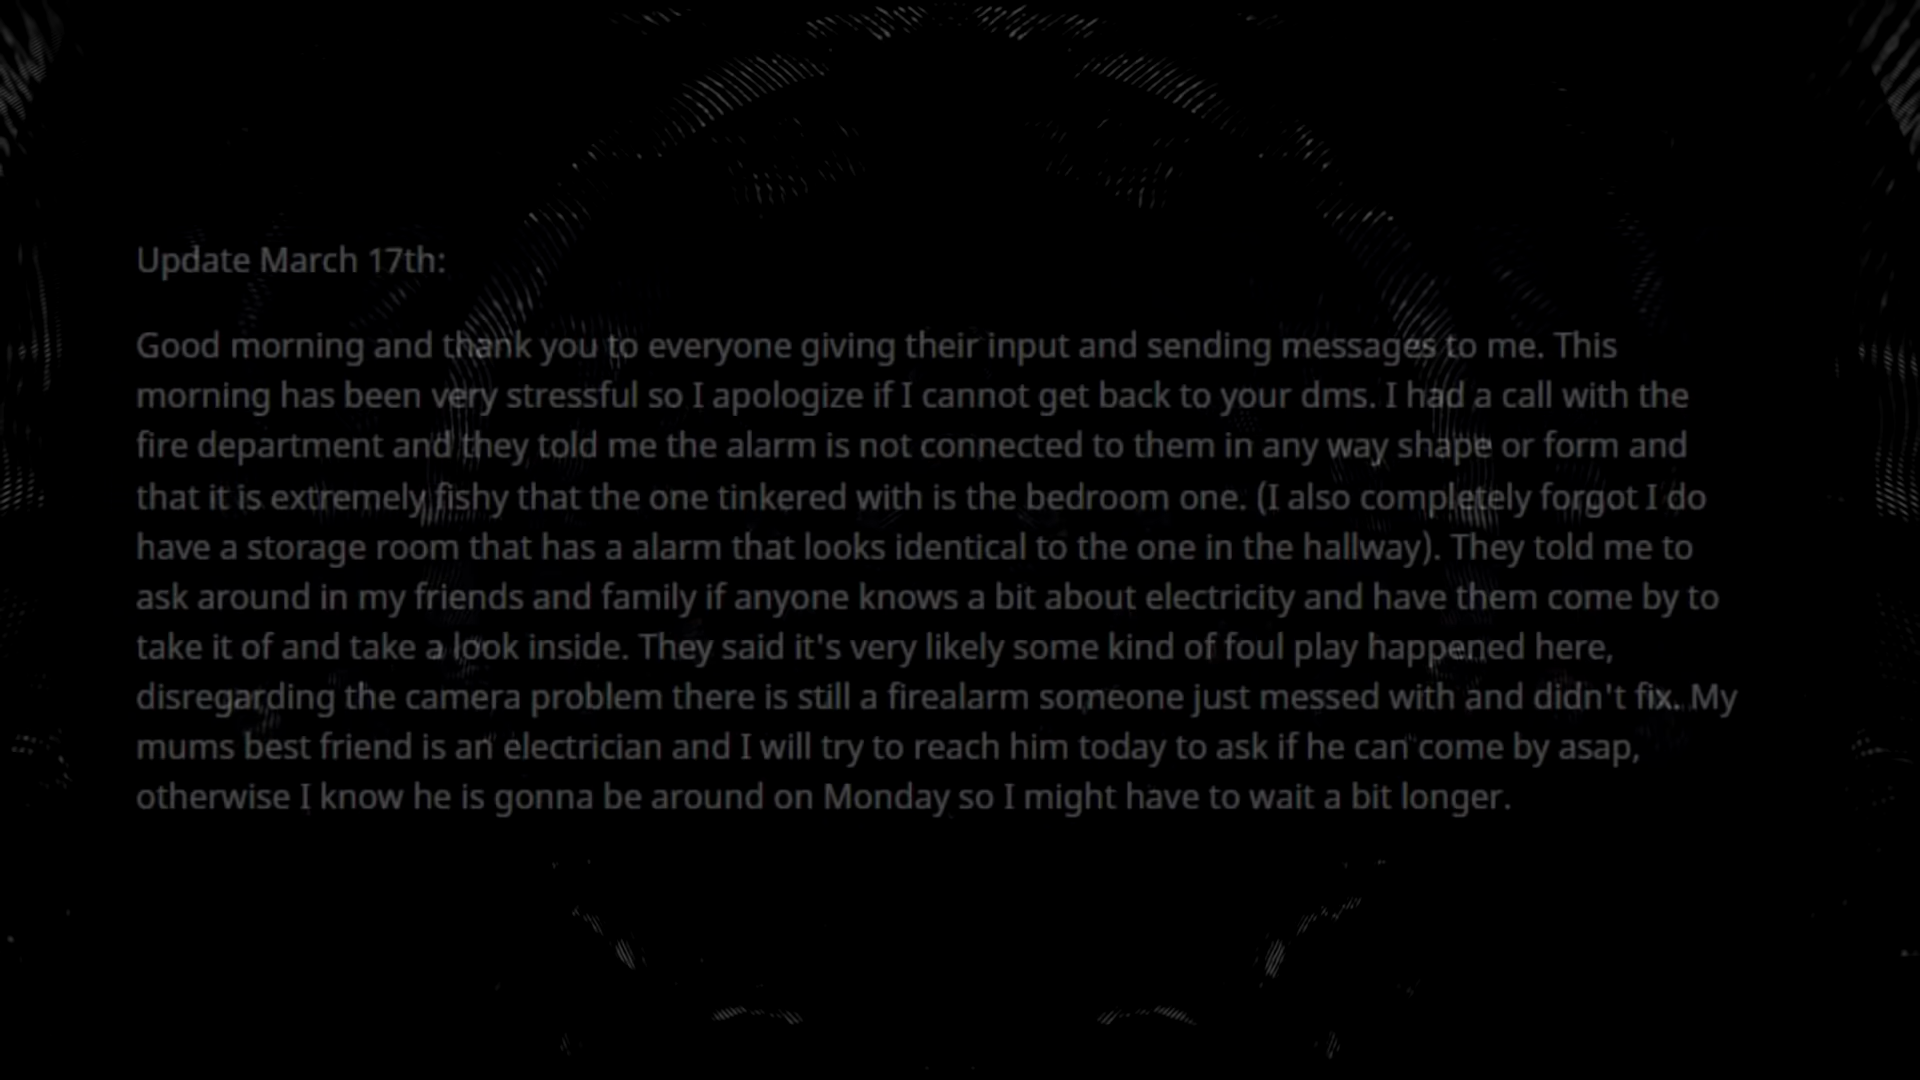 Update March 17th:
Good morning and thank you to everyone giving their input and sending messages to me. This
morning has been very stressful so I apologize if I cannot get back to your dms. I had a call with the
fire department and they told me the alarm is not connected to them in any way shape or form and
that it is extremely fishy that the one tinkered with is the bedroom one. (I also completely forgot I do
have a storage room that has a alarm that looks identical to the one in the hallway). They told me to
ask around in my friends and family if anyone knows a bit about electricity and have them come by to
take it of and take a look inside. They said it's very likely some kind of foul play happened here,
disregarding the camera problem there is still a firealarm someone just messed with and didn't fix. My
mums best friend is an electrician and I will try to reach him today to ask if he can come by asap,
otherwise I know he is gonna be around on Monday so I might have to wait a bit longer.